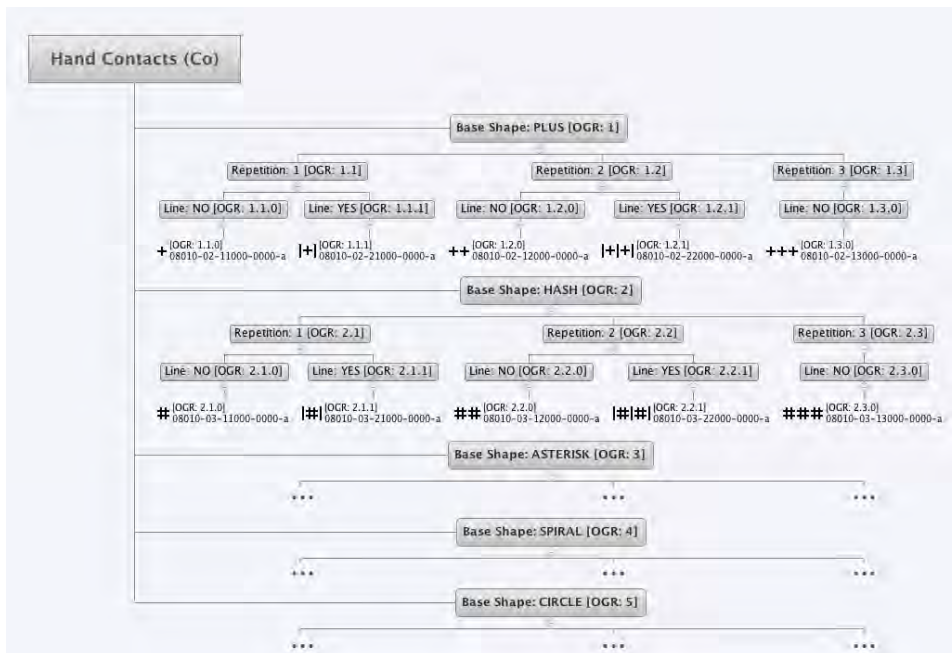 Hand Contacts (Co)
Base Shape: PLUS [OGR: 1]
Repetition: 1 [OGR: 1.1]
Repetition: 2 [OGR: 1.2]
Repetition: 3 [OGR: 1.3]
Line: NO [OGR: 1.1.0]
Line: YES [OGR: 1.1.1]
Line: NO [OGR: 1.2.0]
Line: YES [OGR: 1.2.1]
Line: NO [OGR: 1.3.0]
+ [OGR: 1.1.0]
08010-02-11000-0000-a
|+| [OGR: 1.1.1]
08010-02-21000-0000-a
++ [OGR: 1.2.0]
08010-02-12000-0000-a
|+|+| [OGR: 1.2.1]
08010-02-22000-0000-a
+++ [OGR: 1.3.0]
08010-02-13000-0000-a
Base Shape: HASH [OGR: 2]
Repetition: 1 [OGR: 2.1]
Repetition: 2 [OGR: 2.2]
Repetition: 3 [OGR: 2.3]
Line: NO [OGR: 2.1.0]
Line: YES [OGR: 2.1.1]
Line: NO [OGR: 2.2.0]
Line: YES [OGR: 2.2.1]
Line: NO [OGR: 2.3.0]
# [OGR: 2.1.0]
08010-03-11000-0000-a
|#| [OGR: 2.1.1]
08010-03-21000-0000-a
## [OGR: 2.2.0]
08010-03-12000-0000-a
|#|#| [OGR: 2.2.1]
08010-03-22000-0000-a
### [OGR: 2.3.0]
08010-03-13000-0000-a
Base Shape: ASTERISK [OGR: 3]
... ... ...
Base Shape: SPIRAL [OGR: 4]
... ... ...
Base Shape: CIRCLE [OGR: 5]
... ... ...